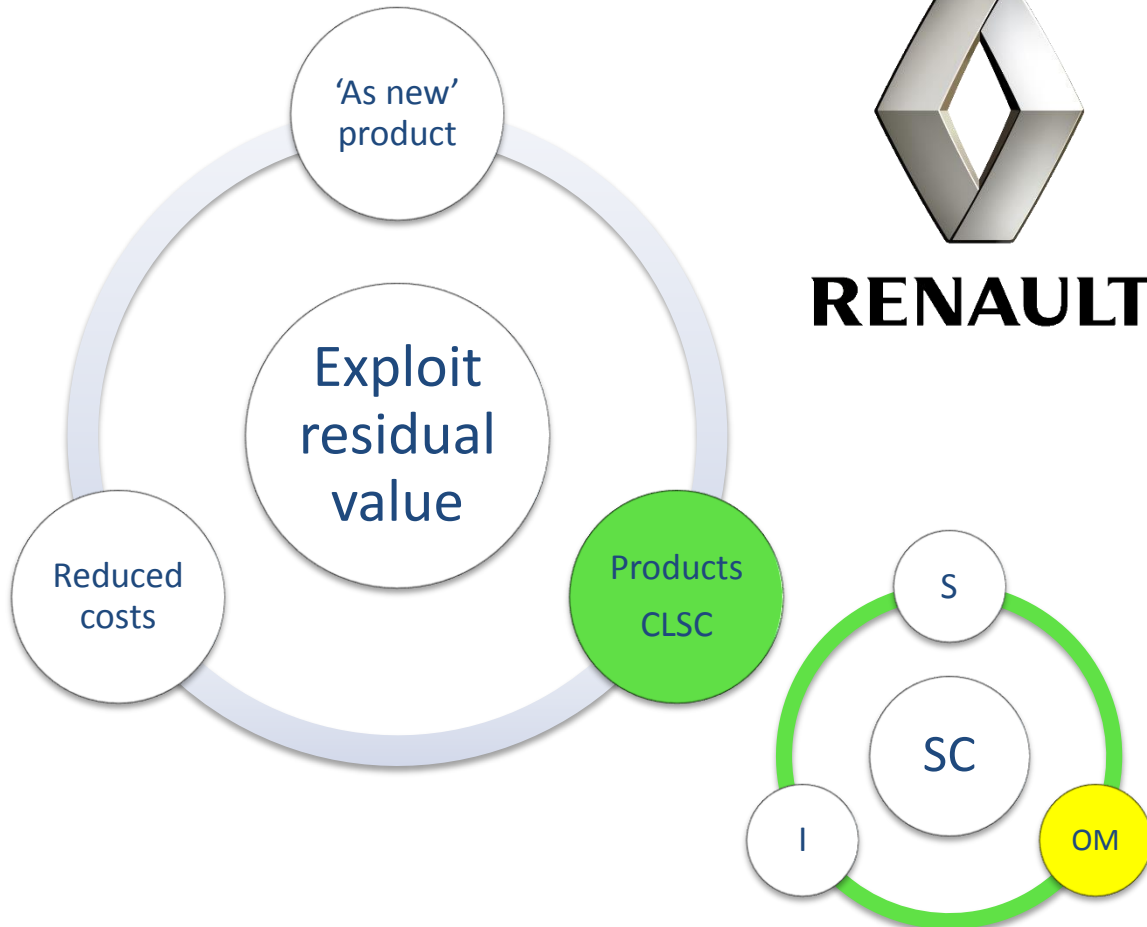 ‘As new’
product
RENAULT
Exploit
residual
value
Reduced
costs
Products
CLSC
S
SC
I
OM